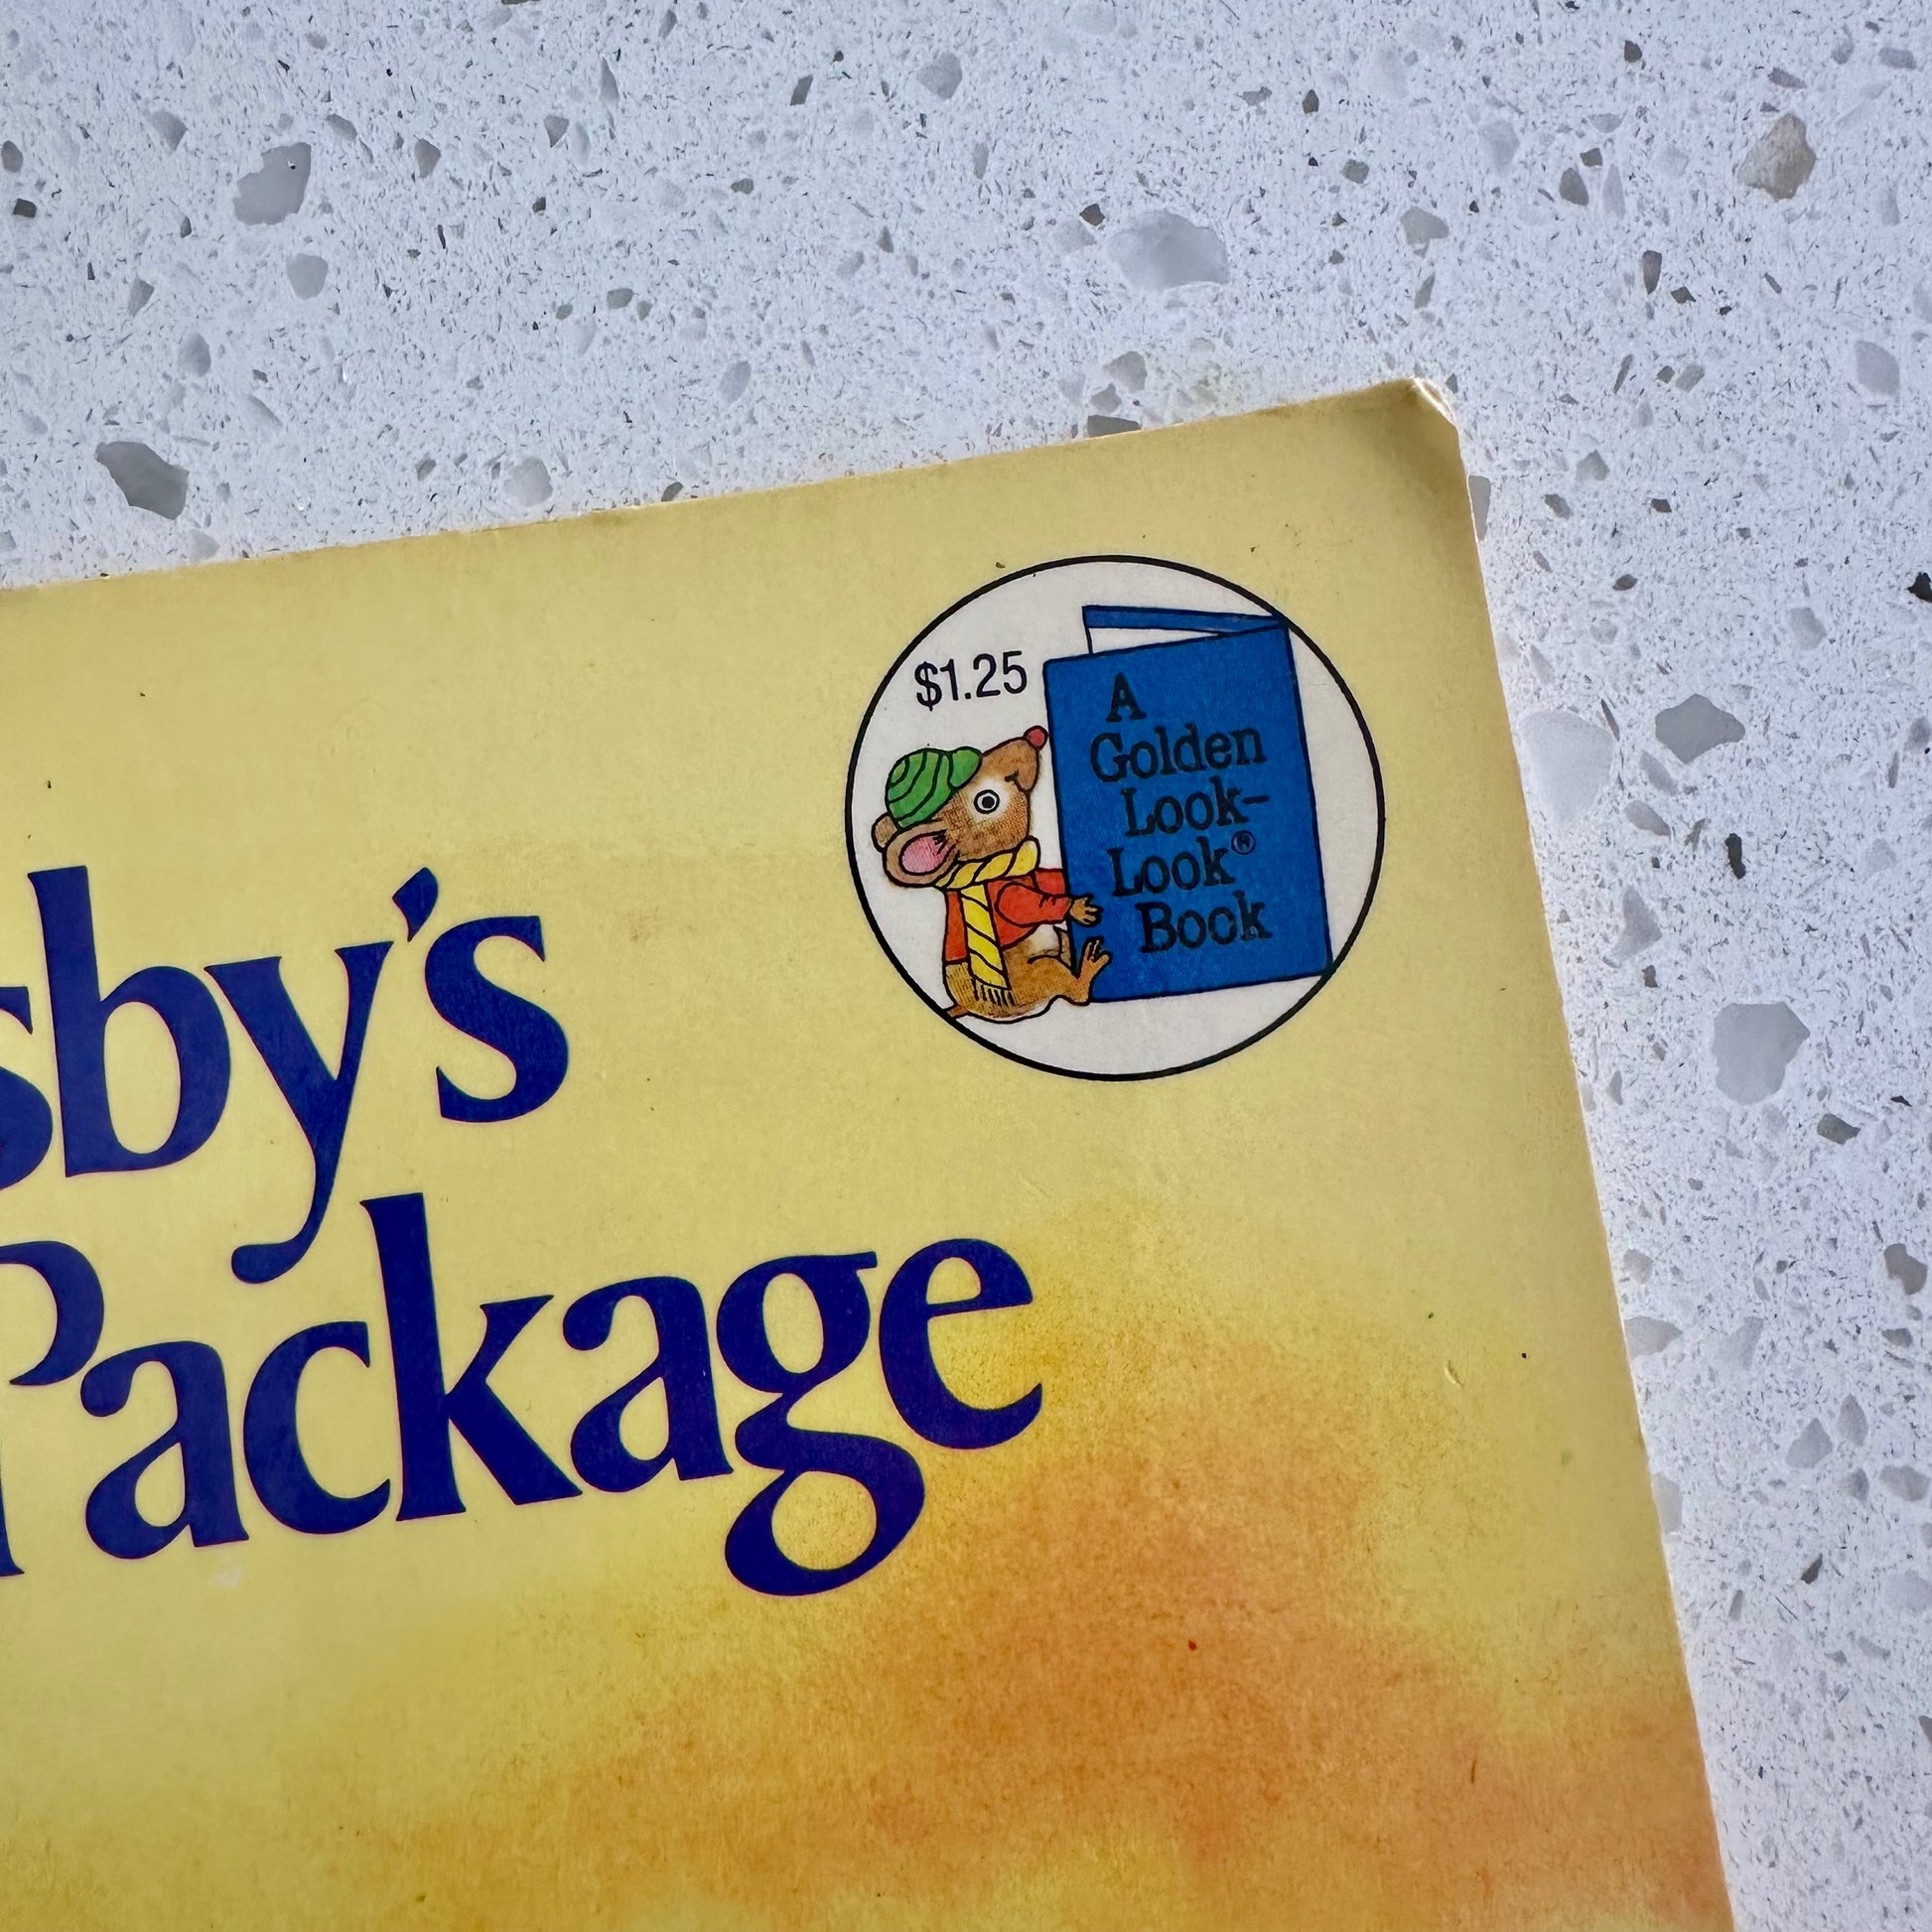 $1.25
A
Golden
Look-
Look®
Book
sby's
Package